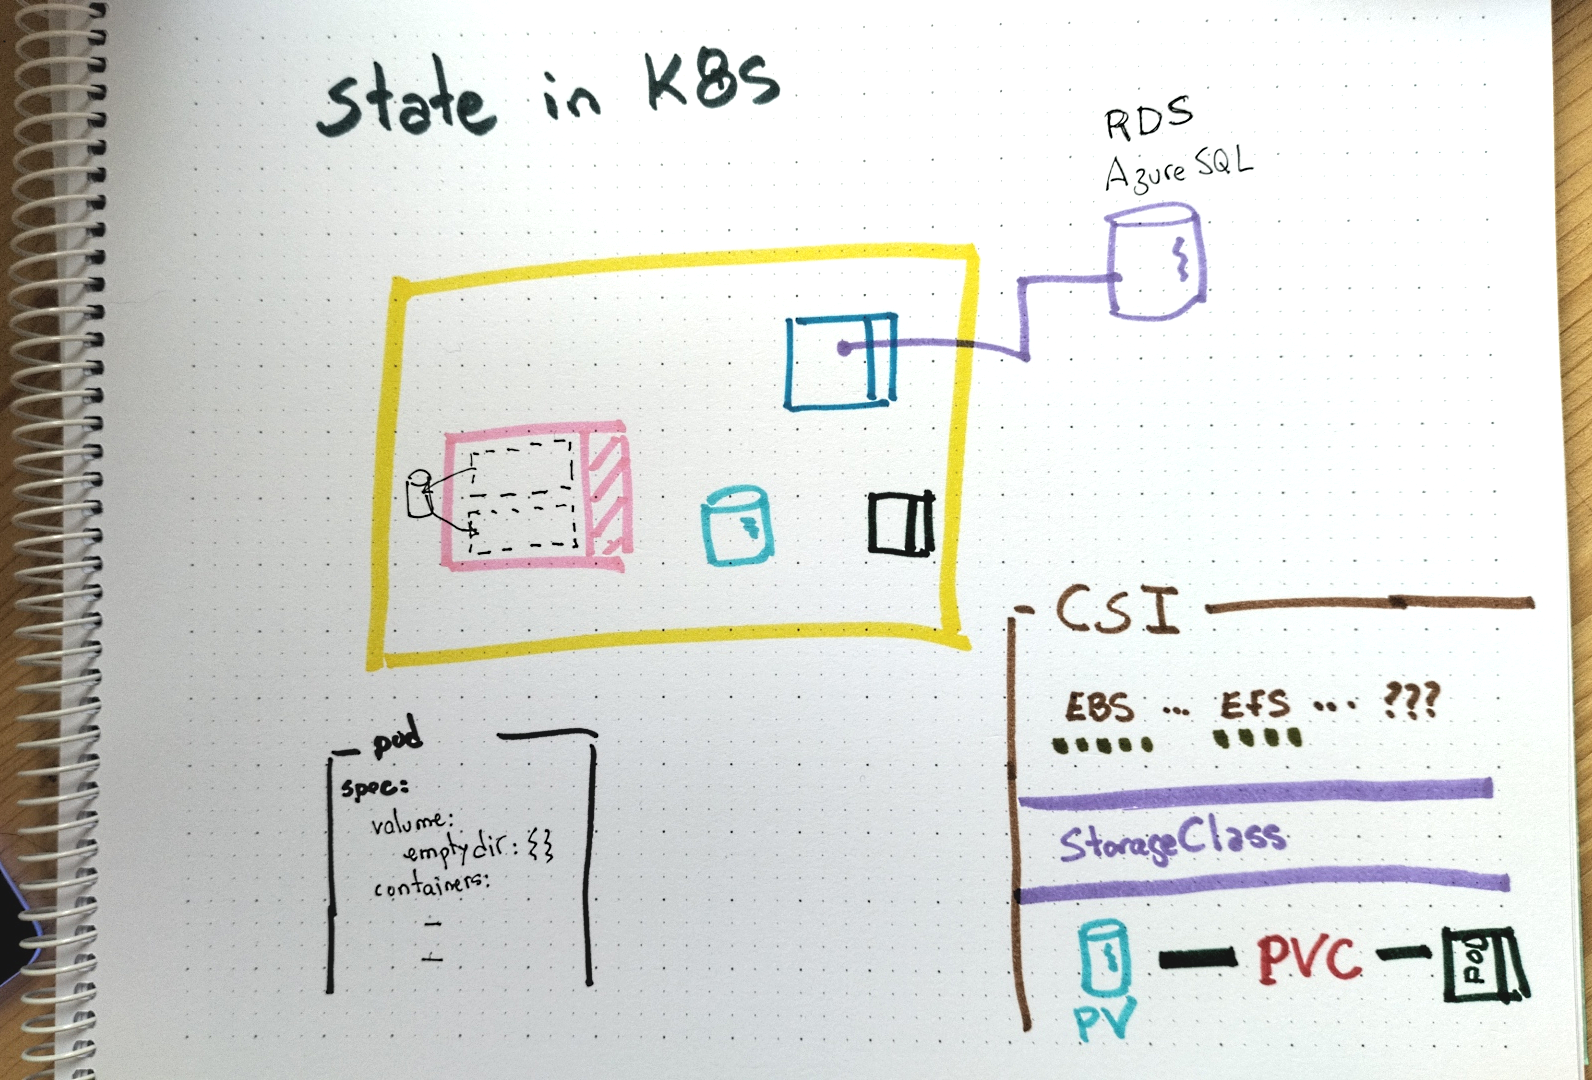 State in K8s
RDS
Azure SQL
CSI
EBS ... EFS ... ???
StorageClass
PV
PVC
pod
pod
spec:
volume:
emptydir: {}
containers:
-
-